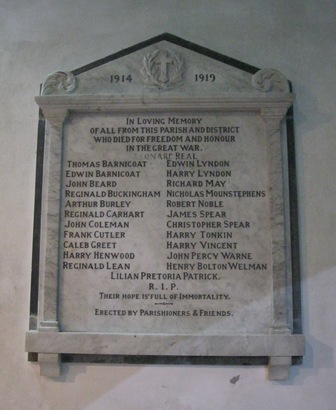 1914 1919
IN LOVING MEMORY
OF ALL FROM THIS PARISH AND DISTRICT
WHO DIED FOR FREEDOM AND HONOUR
IN THE GREAT WAR.
REAL
THOMAS BARNICOAT EDWIN LYNDON
EDWIN BARNICOAT HARRY LYNDON
JOHN BEARD RICHARD MAY
REGINALD BUCKINGHAM NICHOLAS MOUNSTEPHENS
ARTHUR BURLEY ROBERT NOBLE
REGINALD CARHART JAMES SPEAR
JOHN COLEMAN CHRISTOPHER SPEAR
FRANK CUTLER HARRY TONKIN
CALEB GREET HARRY VINCENT
HARRY HENWOOD JOHN PERCY WARNE
REGINALD LEAN HENRY BOLTON WELMAN
LILIAN PRETORIA PATRICK.
R.I.P.
THEIR HOPE IS FULL OF IMMORTALITY.
ERECTED BY PARISHIONERS & FRIENDS.